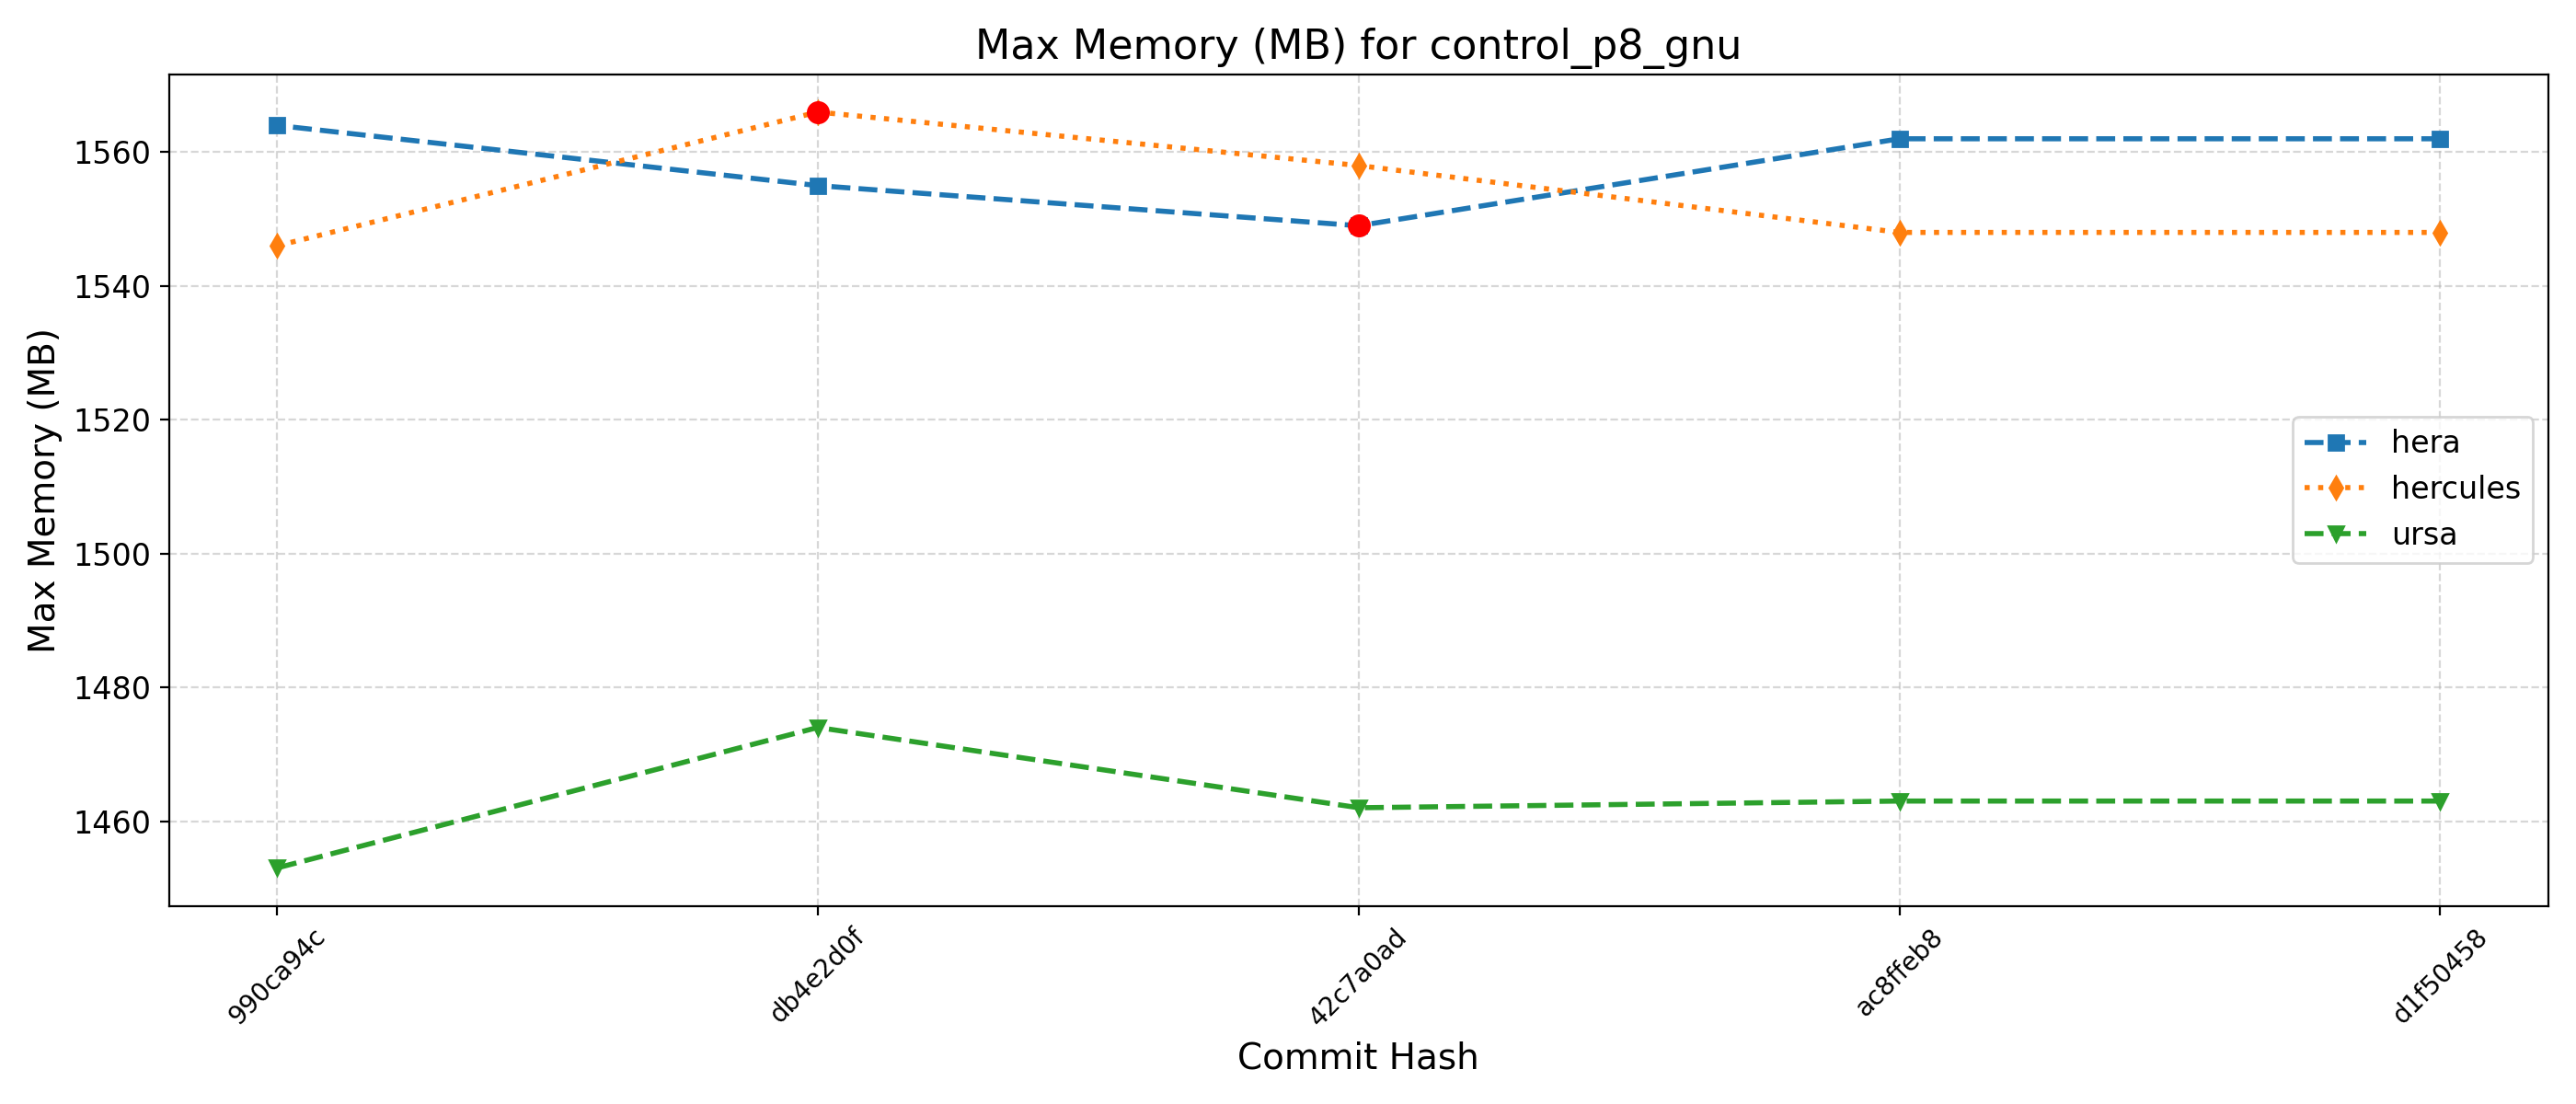 Max Memory (MB) for control_p8_gnu
Max Memory (MB)
1560
1540
1520
1500
1480
1460
hera
hercules
ursa
990ca94c
db4e2d0f
42c7a0ad
ac8ffeb8
d1f50458
Commit Hash